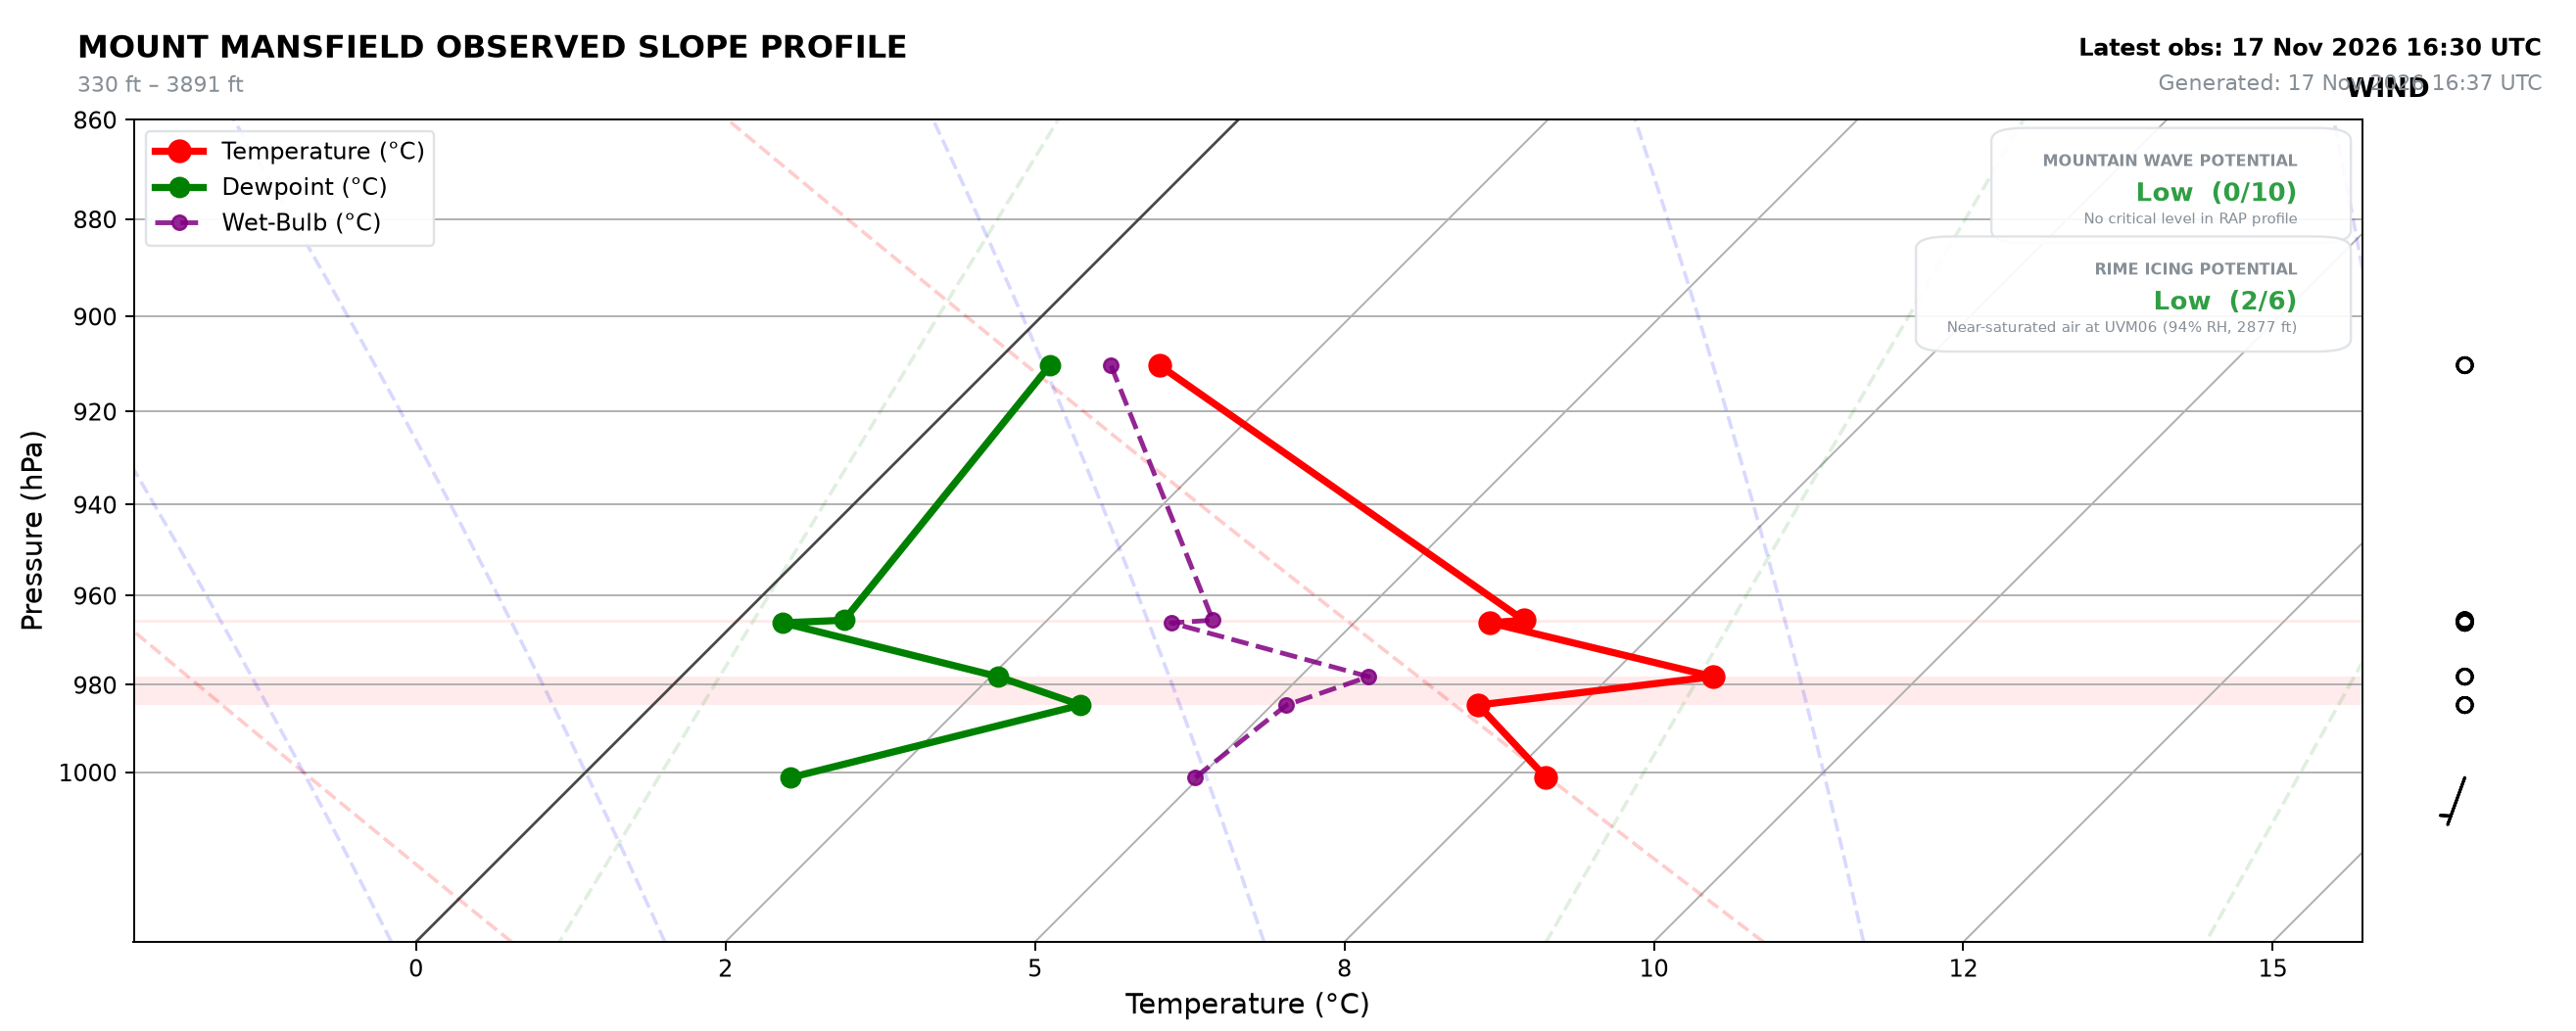 MOUNT MANSFIELD OBSERVED SLOPE PROFILE
330 ft – 3891 ft
Latest obs: 17 Nov 2026 16:30 UTC
Generated: 17 Nov 2026 16:37 UTC
WIND
Temperature (°C)
Dewpoint (°C)
Wet-Bulb (°C)
MOUNTAIN WAVE POTENTIAL
Low (0/10)
No critical level in RAP profile
RIME ICING POTENTIAL
Low (2/6)
Near-saturated air at UVM06 (94% RH, 2877 ft)
Pressure (hPa)
860
880
900
920
940
960
980
1000
0 2 5 8 10 12 15
Temperature (°C)